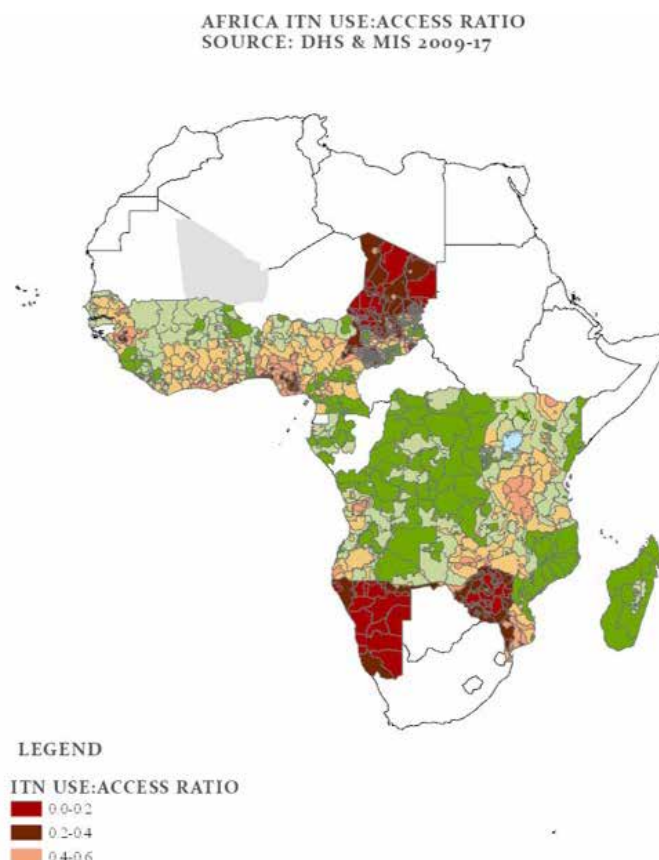 AFRICA ITN USE:ACCESS RATIO
SOURCE: DHS & MIS 2009-17
LEGEND
ITN USE:ACCESS RATIO
0.0-0.2
0.2-0.4
0.4-0.6